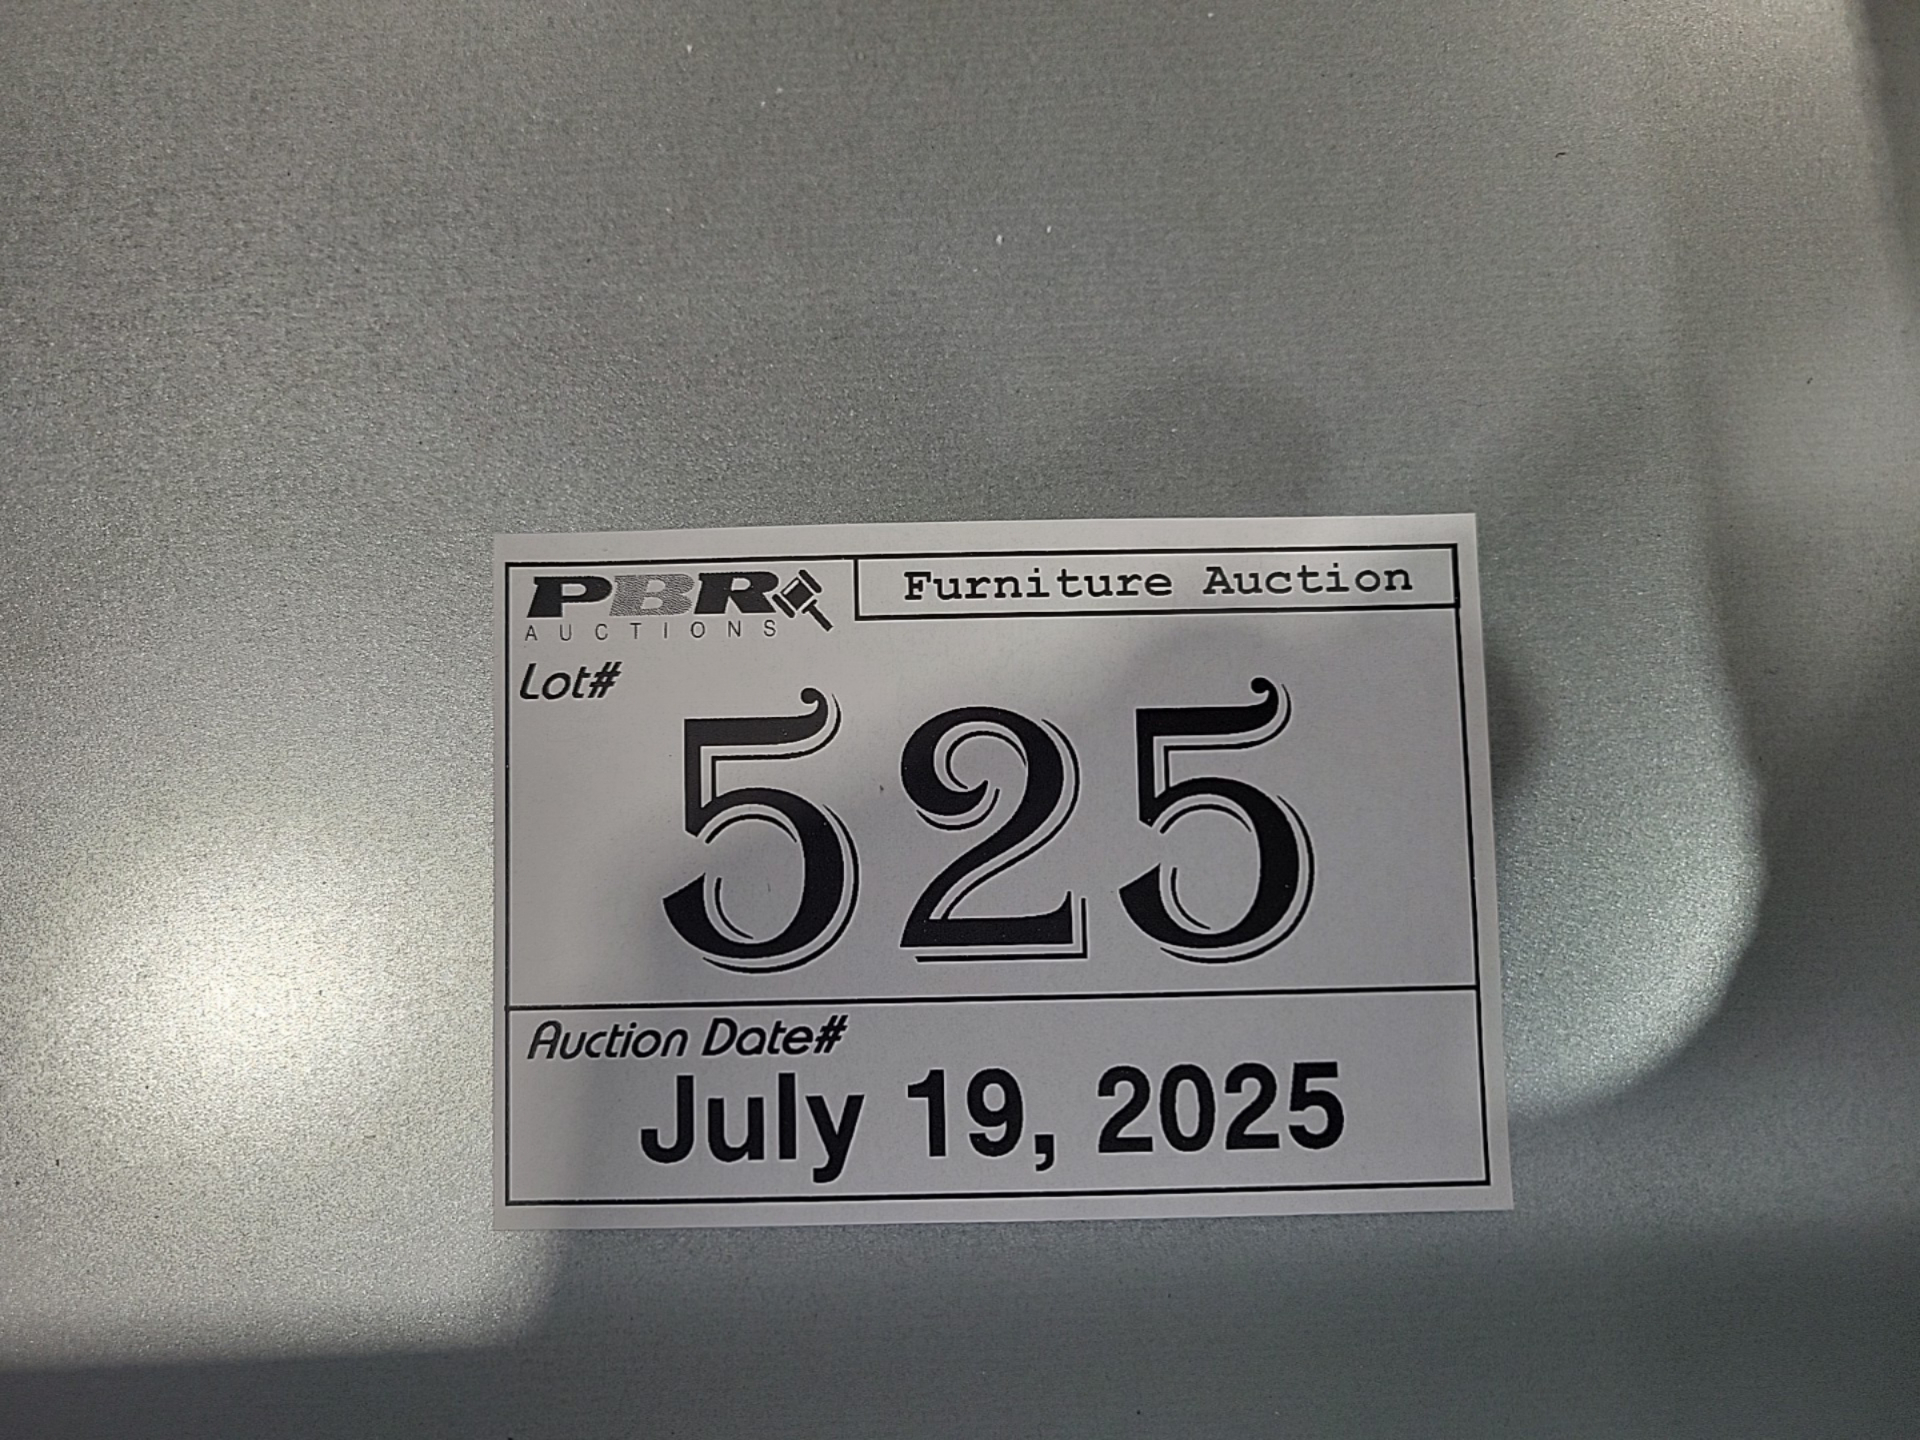 PBR
AUCTIONS
Furniture Auction
Lot#
525
Auction Date#
July 19, 2025